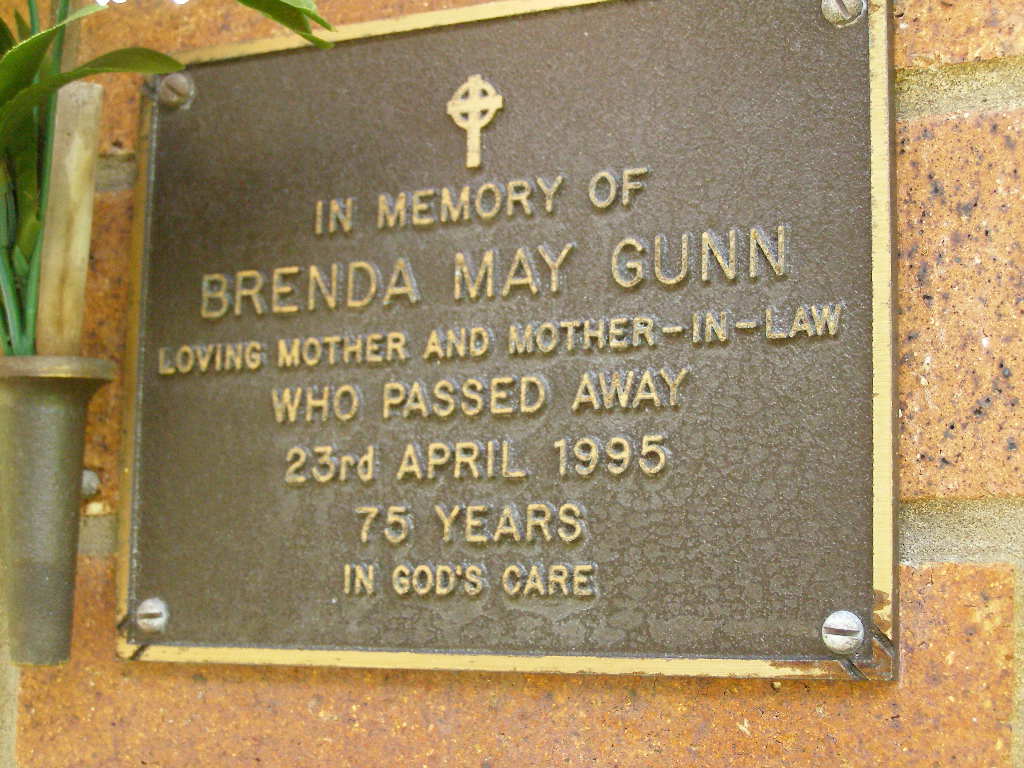 IN MEMORY OF
BRENDA MAY GUNN
LOVING MOTHER AND MOTHER-IN-LAW
WHO PASSED AWAY
23rd APRIL 1995
75 YEARS
IN GOD'S CARE